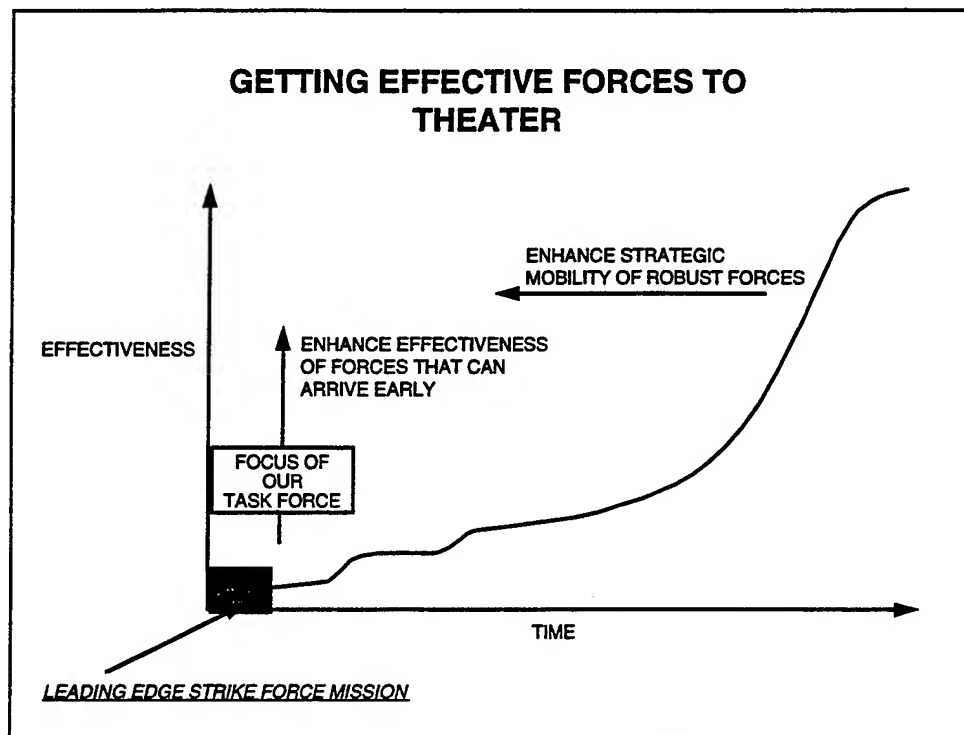 GETTING EFFECTIVE FORCES TO
THEATER
ENHANCE STRATEGIC
MOBILITY OF ROBUST FORCES
EFFECTIVENESS
ENHANCE EFFECTIVENESS
OF FORCES THAT CAN
ARRIVE EARLY
FOCUS OF
OUR
TASK FORCE
TIME
LEADING EDGE STRIKE FORCE MISSION